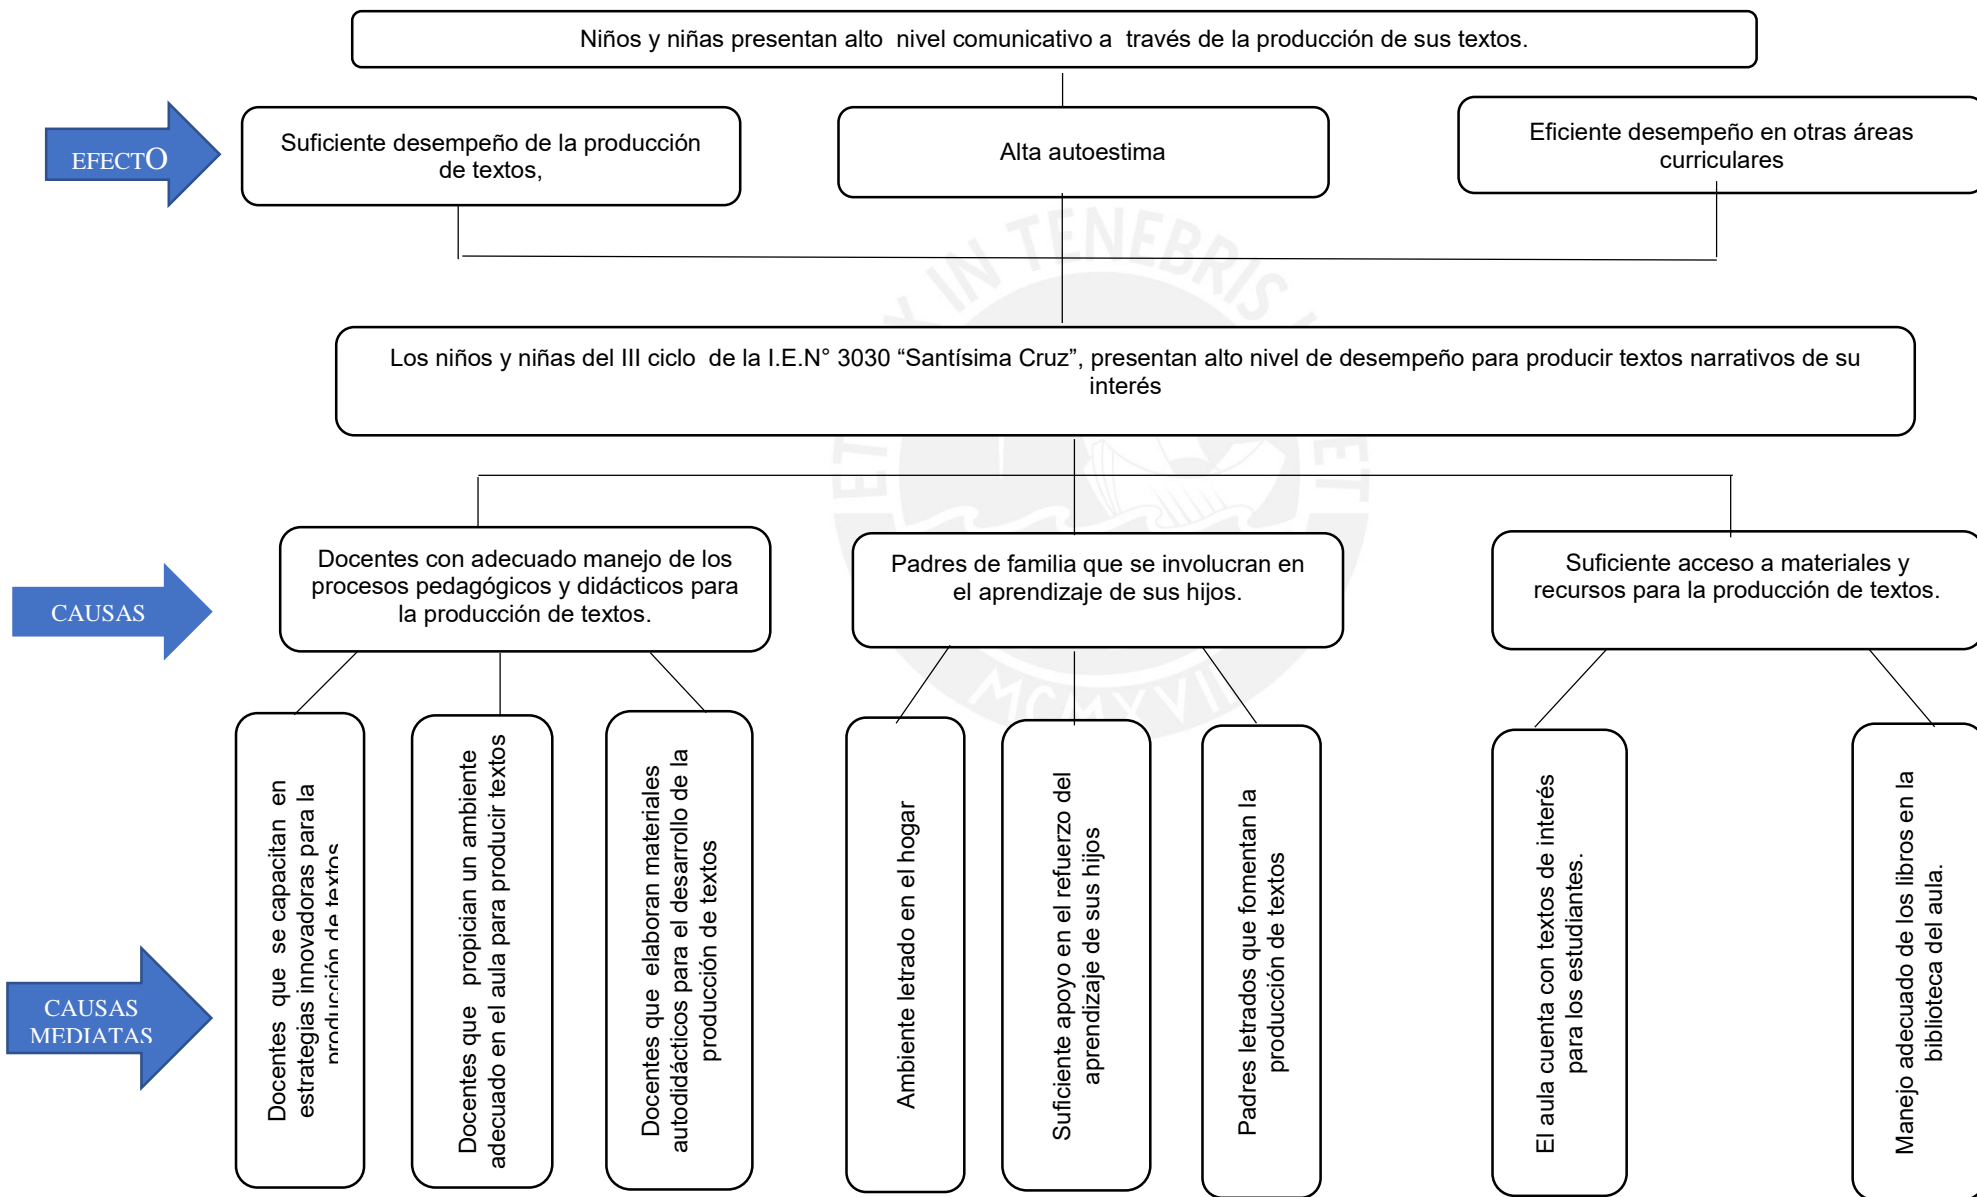 Niños y niñas presentan alto nivel comunicativo a través de la producción de sus textos.
EFECTO
Suficiente desempeño de la producción
de textos,
Alta autoestima
Eficiente desempeño en otras áreas
curriculares
Los niños y niñas del III ciclo de la I.E.N° 3030 “Santísima Cruz”, presentan alto nivel de desempeño para producir textos narrativos de su
interés
CAUSAS
Docentes con adecuado manejo de los
procesos pedagógicos y didácticos para
la producción de textos.
Padres de familia que se involucran en
el aprendizaje de sus hijos.
Suficiente acceso a materiales y
recursos para la producción de textos.
CAUSAS
MEDIATAS
Docentes que se capacitan en
estrategias innovadoras para la
producción de textos
Docentes que propician un ambiente
adecuado en el aula para producir textos
Docentes que elaboran materiales
autodidácticos para el desarrollo de la
producción de textos
Ambiente letrado en el hogar
Suficiente apoyo en el refuerzo del
aprendizaje de sus hijos
Padres letrados que fomentan la
producción de textos
El aula cuenta con textos de interés
para los estudiantes.
Manejo adecuado de los libros en la
biblioteca del aula.
ET IN TENEBRIS ET
MCMXVII